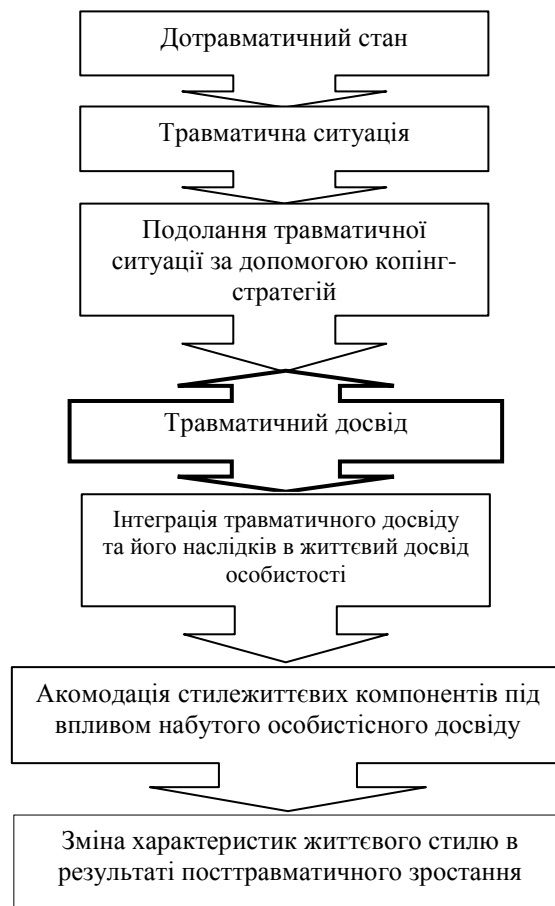 Дотравматичний стан
Травматична ситуація
Подолання травматичної
ситуації за допомогою копінг-
стратегій
Травматичний досвід
Інтеграція травматичного досвіду
та його наслідків в життєвий досвід
особистості
Акомодація стилежиттєвих компонентів під
впливом набутого особистісного досвіду
Зміна характеристик життєвого стилю в
результаті посттравматичного зростання